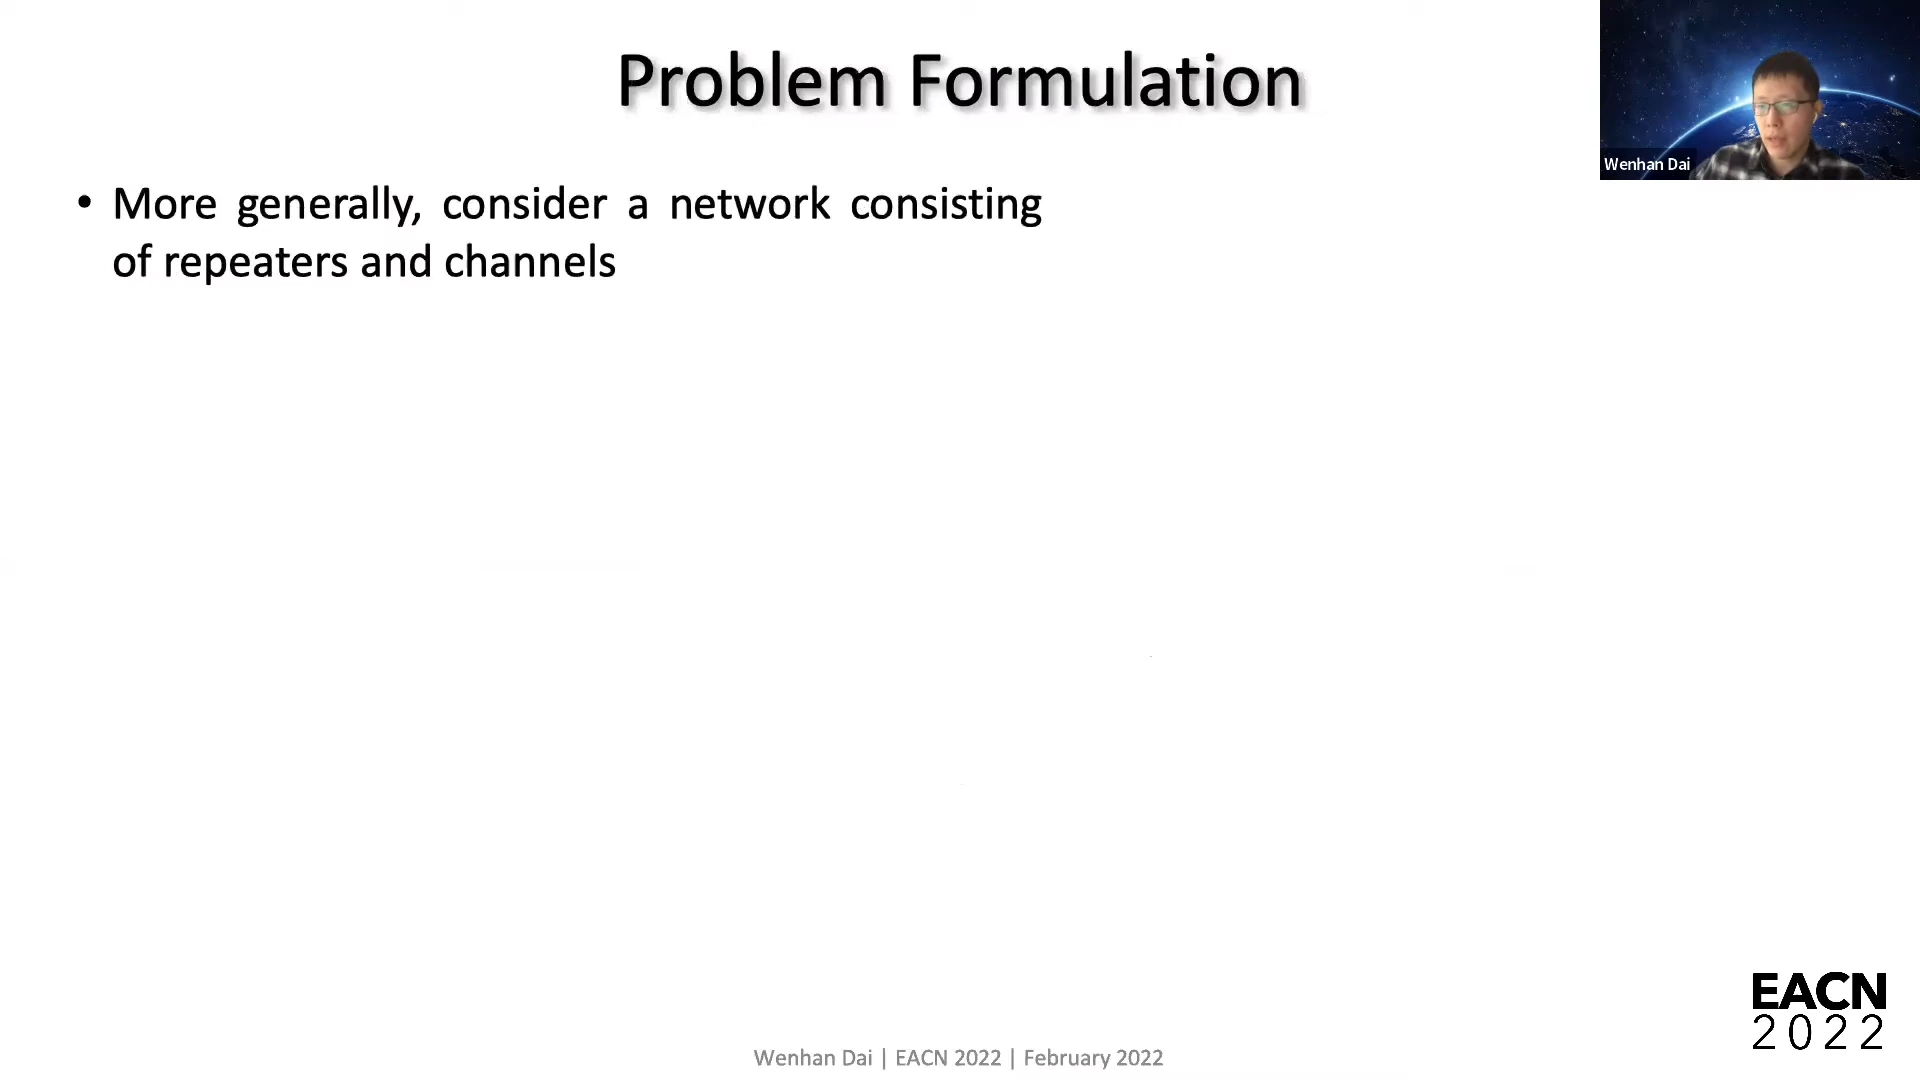 Problem Formulation
Wenhan Dai
• More generally, consider a network consisting
of repeaters and channels
EACN
2022
Wenhan Dai | EACN 2022 | February 2022